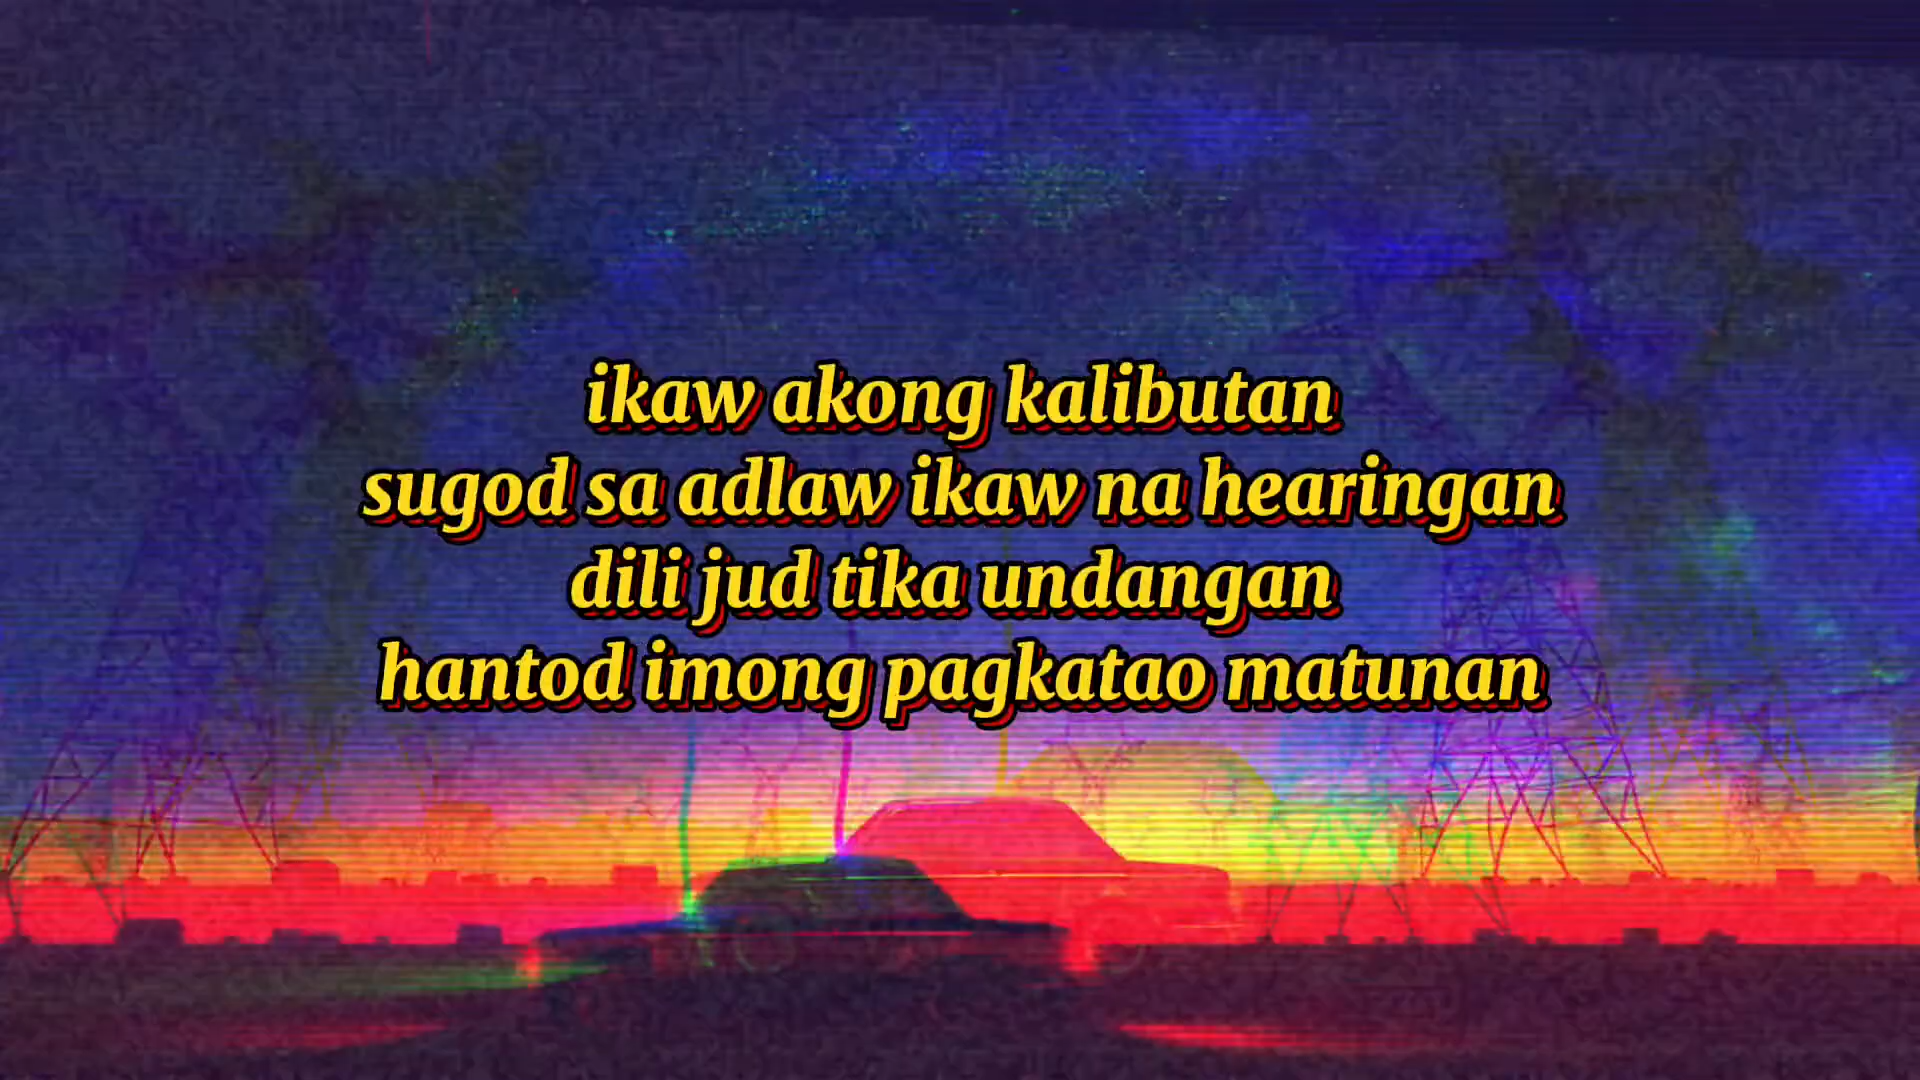 ikaw akong kalibutan
sugod sa adlaw ikaw na hearingan
dili jud tika undangan
hantod imong pagkatao matunan